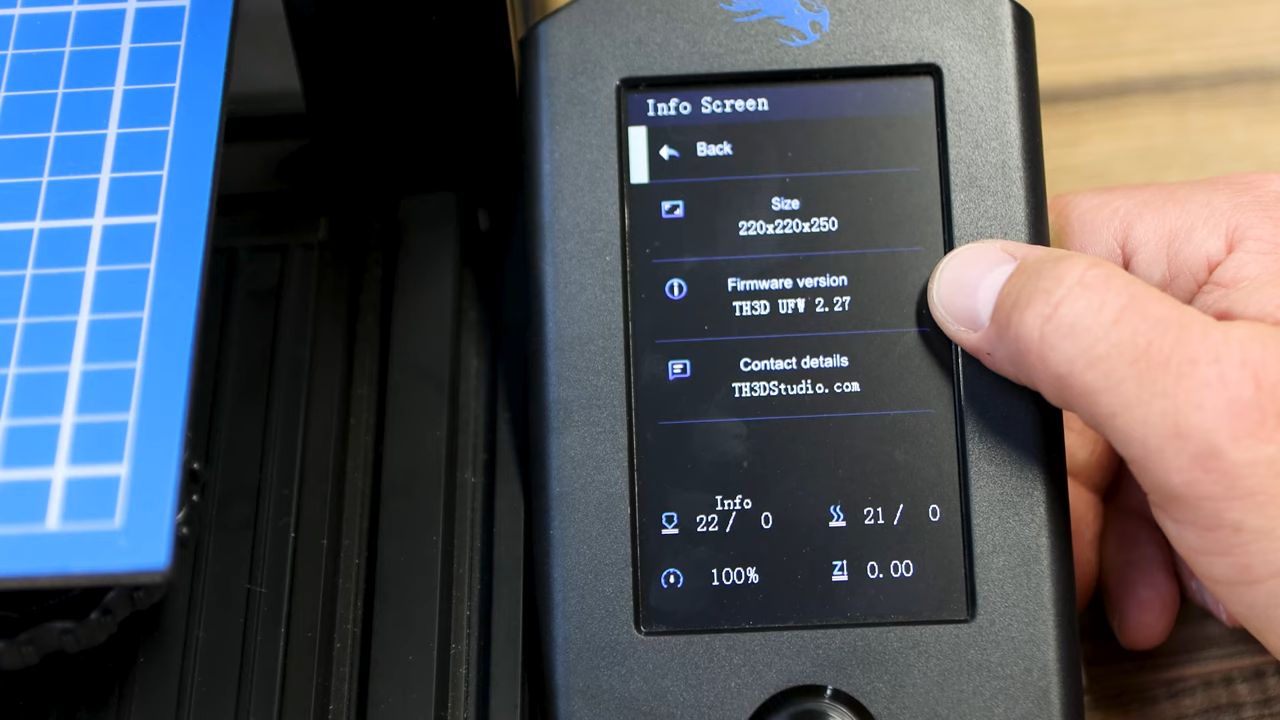 Info Screen
Back
Size
220x220x250
Firmware version
TH3D UFW 2.27
Contact details
TH3DStudio.com
Info
22 / 0 21 / 0
100% 0.00